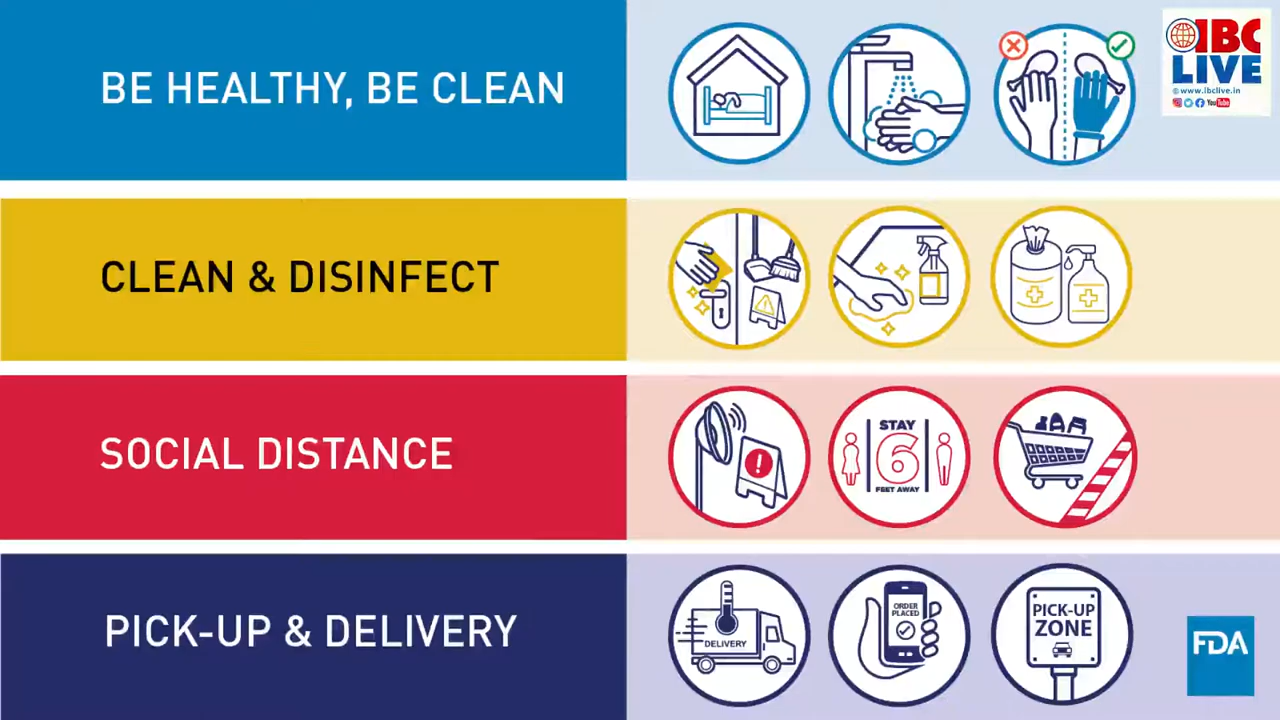 BE HEALTHY, BE CLEAN
IBC
LIVE
www.ibclive.in
YouTube
CLEAN & DISINFECT
SOCIAL DISTANCE
STAY
6
FEET AWAY
PICK-UP & DELIVERY
DELIVERY
ORDER
PLACED
PICK-UP
ZONE
FDA